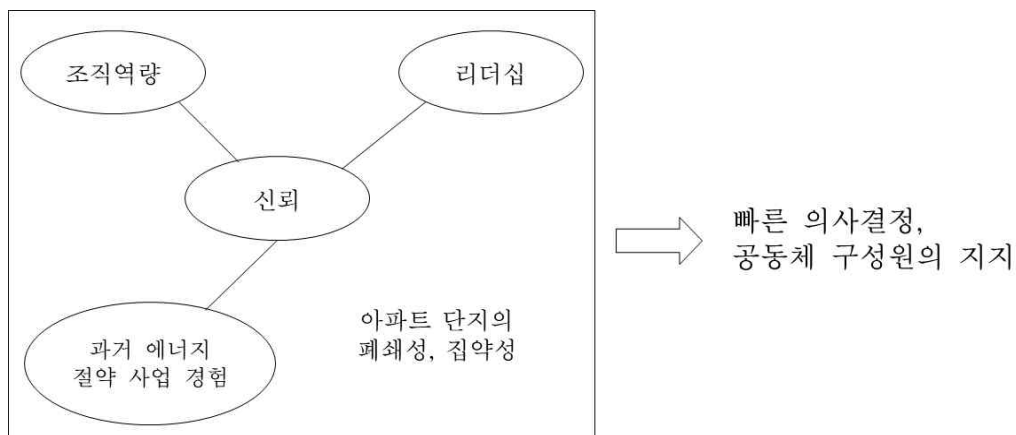 조직역량
리더십
신뢰
빠른 의사결정,
공동체 구성원의 지지
과거 에너지
절약 사업 경험
아파트 단지의
폐쇄성, 집약성